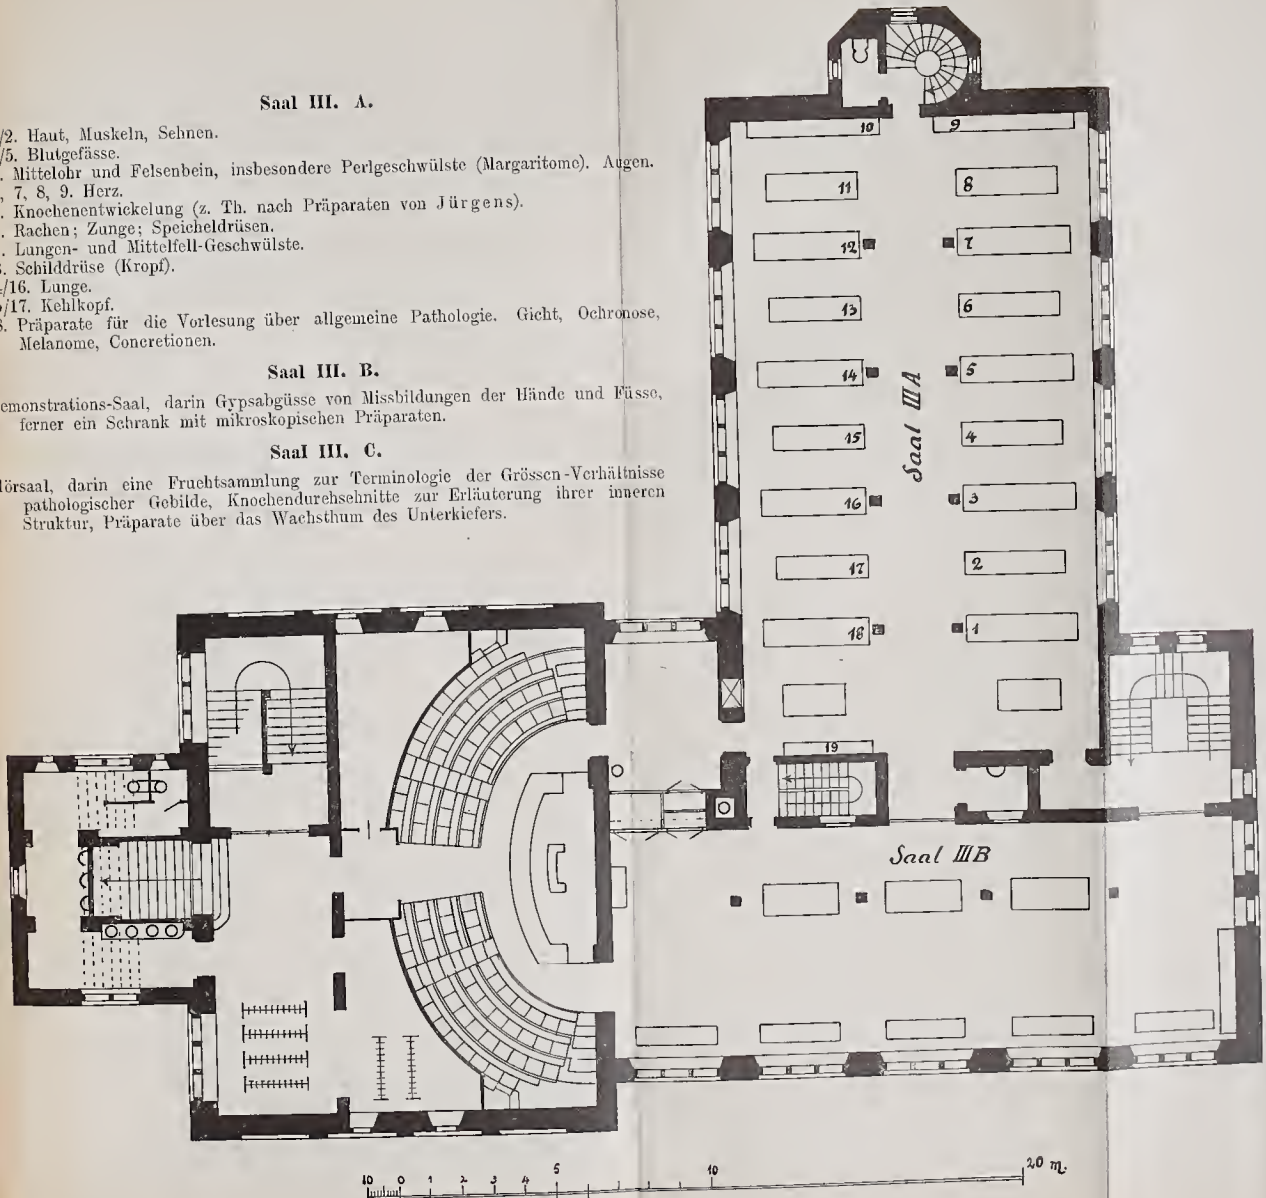 Saal III. A.
/2. Haut, Muskeln, Sehnen.
/5. Blutgefässe.
. Mittelohr und Felsenbein, insbesondere Perlgeschwülste (Margaritome). Augen.
, 7, 8, 9. Herz.
. Knochenentwickelung (z. Th. nach Präparaten von Jürgens).
. Rachen; Zunge; Speicheldrüsen.
. Lungen- und Mittelfell-Geschwülste.
. Schilddrüse (Kropf).
/16. Lunge.
/17. Kehlkopf.
. Präparate für die Vorlesung über allgemeine Pathologie. Gicht, Ochronose,
Melanome, Concretionen.
Saal III. B.
emonstrations-Saal, darin Gypsabgüsse von Missbildungen der Hände und Füsse,
ferner ein Schrank mit mikroskopischen Präparaten.
Saal III. C.
örsaal, darin eine Fruchtsammlung zur Terminologie der Grössen-Verhältnisse
pathologischer Gebilde, Knochendurchschnitte zur Erläuterung ihrer inneren
Struktur, Präparate über das Wachsthum des Unterkiefers.
10 9
11 8
12 7
13 6
14 5
Saal III A
15 4
16 3
17 2
18 1
19
Saal III B
10 0 1 2 3 4 5 10 20 m.